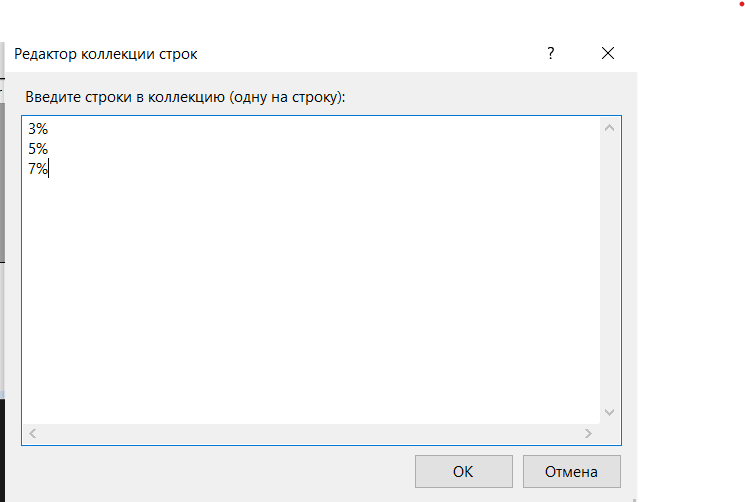 Редактор коллекции строк
?
Введите строки в коллекцию (одну на строку):
3%
5%
7%
OK
Отмена